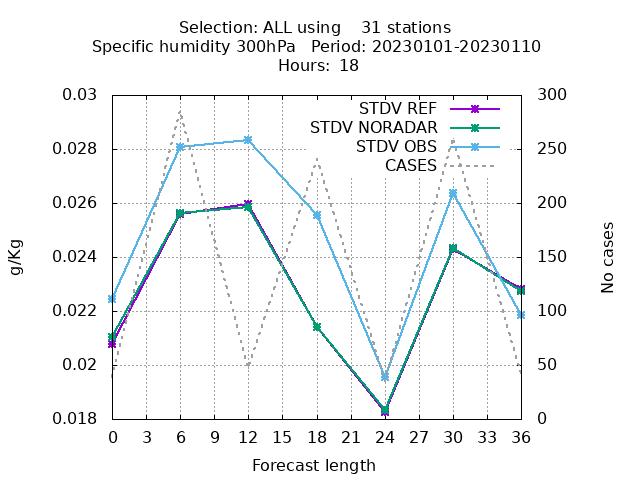 Selection: ALL using    31 stations
Specific humidity 300hPa   Period: 20230101-20230110
Hours: 18
STDV REF
STDV NORADAR
STDV OBS
CASES
0.03
0.028
0.026
0.024
0.022
0.02
0.018
g/Kg
300
250
200
150
100
50
0
No cases
0 3 6 9 12 15 18 21 24 27 30 33 36
Forecast length